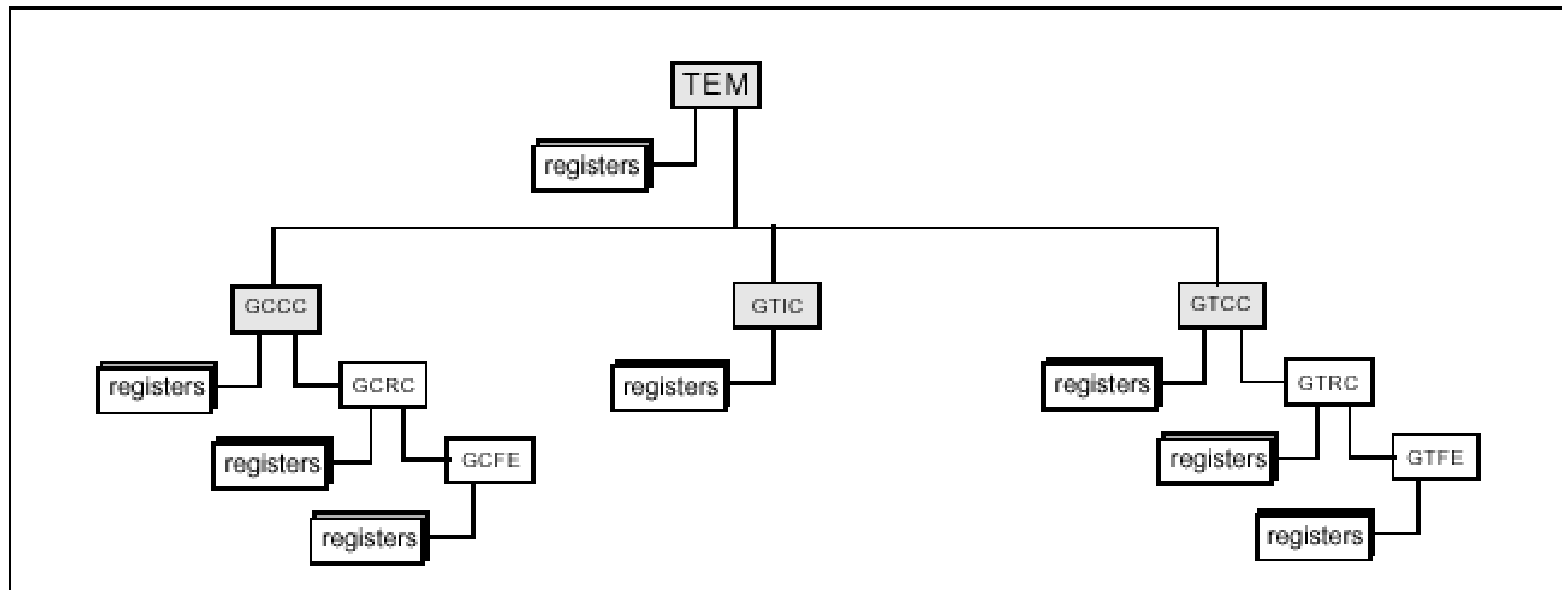 TEM
registers
GCCC
GTIC
GTCC
registers
GCRC
registers
registers
GTRC
registers
GCFE
registers
GTFE
registers
registers